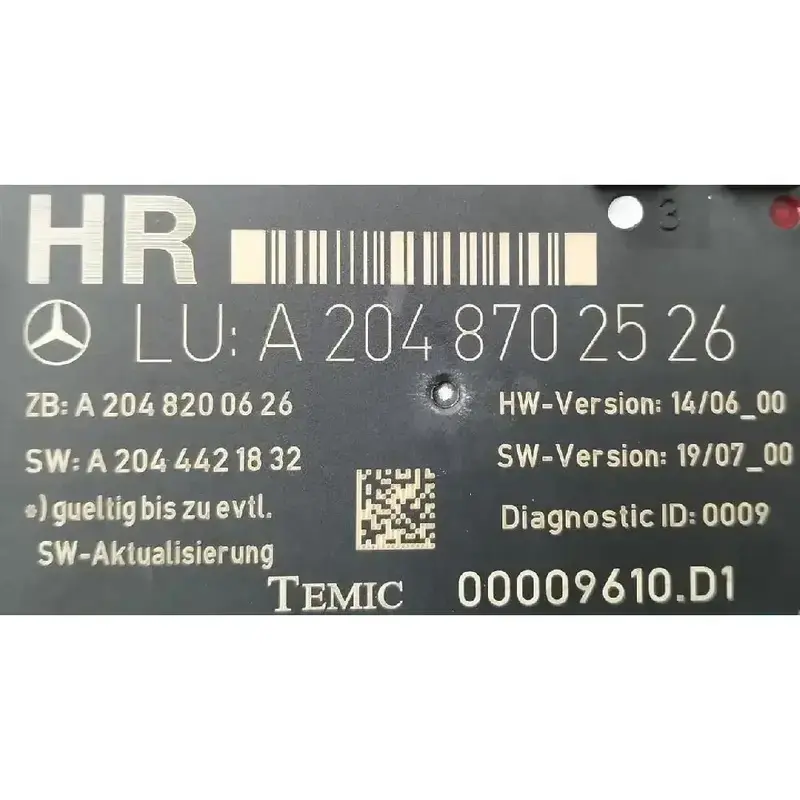 HR
3
LU: A 204 870 25 26
ZB: A 204 820 06 26
HW-Version: 14/06_00
SW: A 204 442 18 32
SW-Version: 19/07_00
*) gueltig bis zu evtl.
SW-Aktualisierung
Diagnostic ID: 0009
TEMIC 00009610.D1